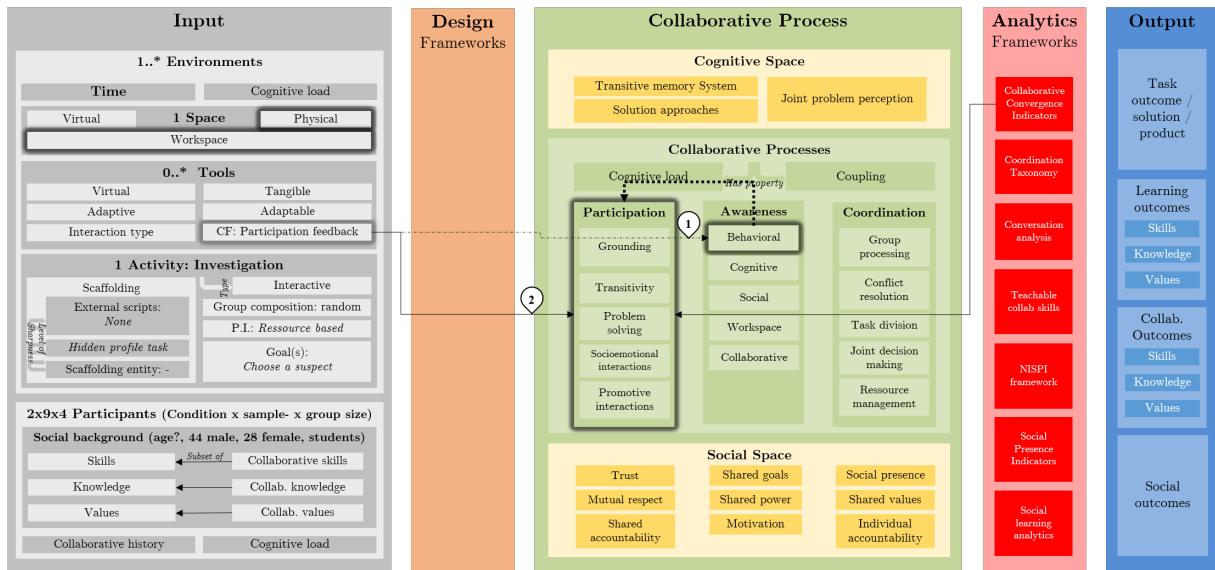 Input
1..* Environments
Time
Cognitive load
Virtual
1 Space
Physical
Workspace
0..* Tools
Virtual
Tangible
Adaptive
Adaptable
Interaction type
CF: Participation feedback
1 Activity: Investigation
Scaffolding
External scripts:
None
Hidden profile task
Scaffolding entity: -
Level of
Sharpness
Type
Interactive
Group composition: random
P.I.: Ressource based
Goal(s):
Choose a suspect
2x9x4 Participants (Condition x sample- x group size)
Social background (age?, 44 male, 28 female, students)
Skills
Subset of
Collaborative skills
Knowledge
Collab. knowledge
Values
Collab. values
Collaborative history
Cognitive load
Design
Frameworks
1
2
Collaborative Process
Cognitive Space
Transitive memory System
Solution approaches
Joint problem perception
Collaborative Processes
Cognitive load
Has property
Coupling
Participation
Grounding
Transitivity
Problem
solving
Socioemotional
interactions
Promotive
interactions
Awareness
Behavioral
Cognitive
Social
Workspace
Collaborative
Coordination
Group
processing
Conflict
resolution
Task division
Joint decision
making
Ressource
management
Social Space
Trust
Shared goals
Social presence
Mutual respect
Shared power
Shared values
Shared
accountability
Motivation
Individual
accountability
Analytics
Frameworks
Collaborative
Convergence
Indicators
Coordination
Taxonomy
Conversation
analysis
Teachable
collab skills
NISPI
framework
Social
Presence
Indicators
Social
learning
analytics
Output
Task
outcome /
solution /
product
Learning
outcomes
Skills
Knowledge
Values
Collab.
Outcomes
Skills
Knowledge
Values
Social
outcomes